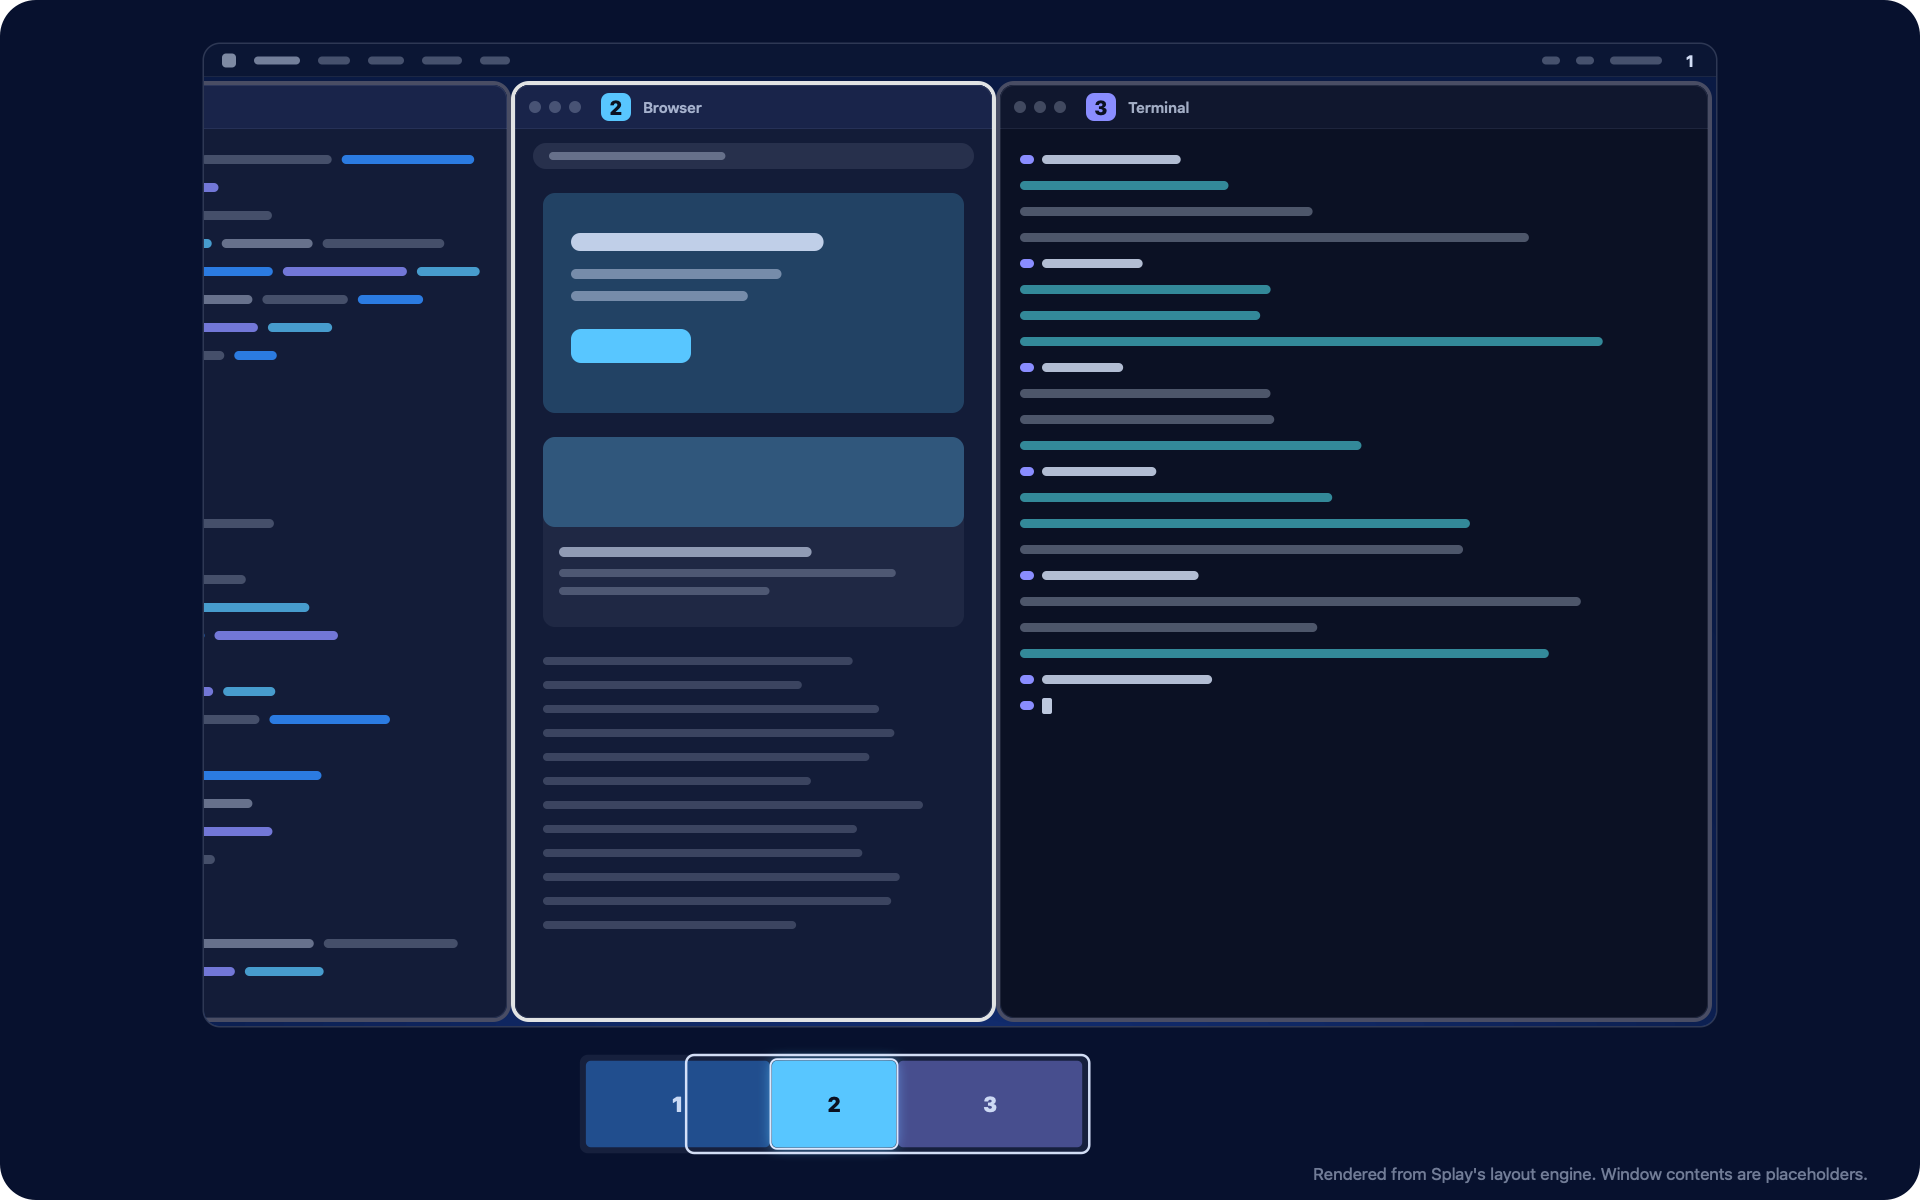 1
2 Browser
3 Terminal
1
2
3
Rendered from Splay's layout engine. Window contents are placeholders.